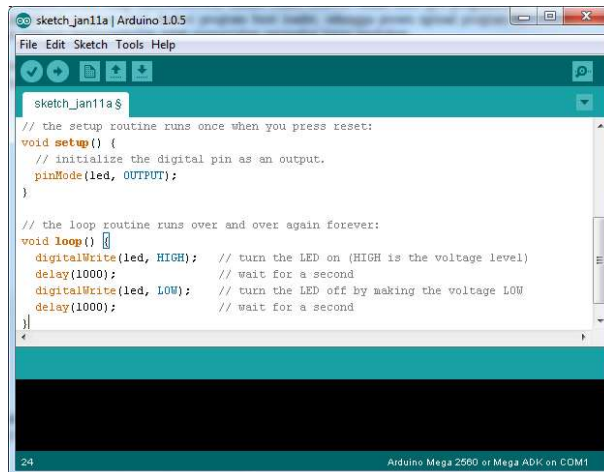 sketch_jan11a | Arduino 1.0.5
File Edit Sketch Tools Help
sketch_jan11a §
// the setup routine runs once when you press reset:
void setup() {
  // initialize the digital pin as an output.
  pinMode(led, OUTPUT);
}
// the loop routine runs over and over again forever:
void loop() {
  digitalWrite(led, HIGH);   // turn the LED on (HIGH is the voltage level)
  delay(1000);               // wait for a second
  digitalWrite(led, LOW);    // turn the LED off by making the voltage LOW
  delay(1000);               // wait for a second
}
24 Arduino Mega 2560 or Mega ADK on COM1